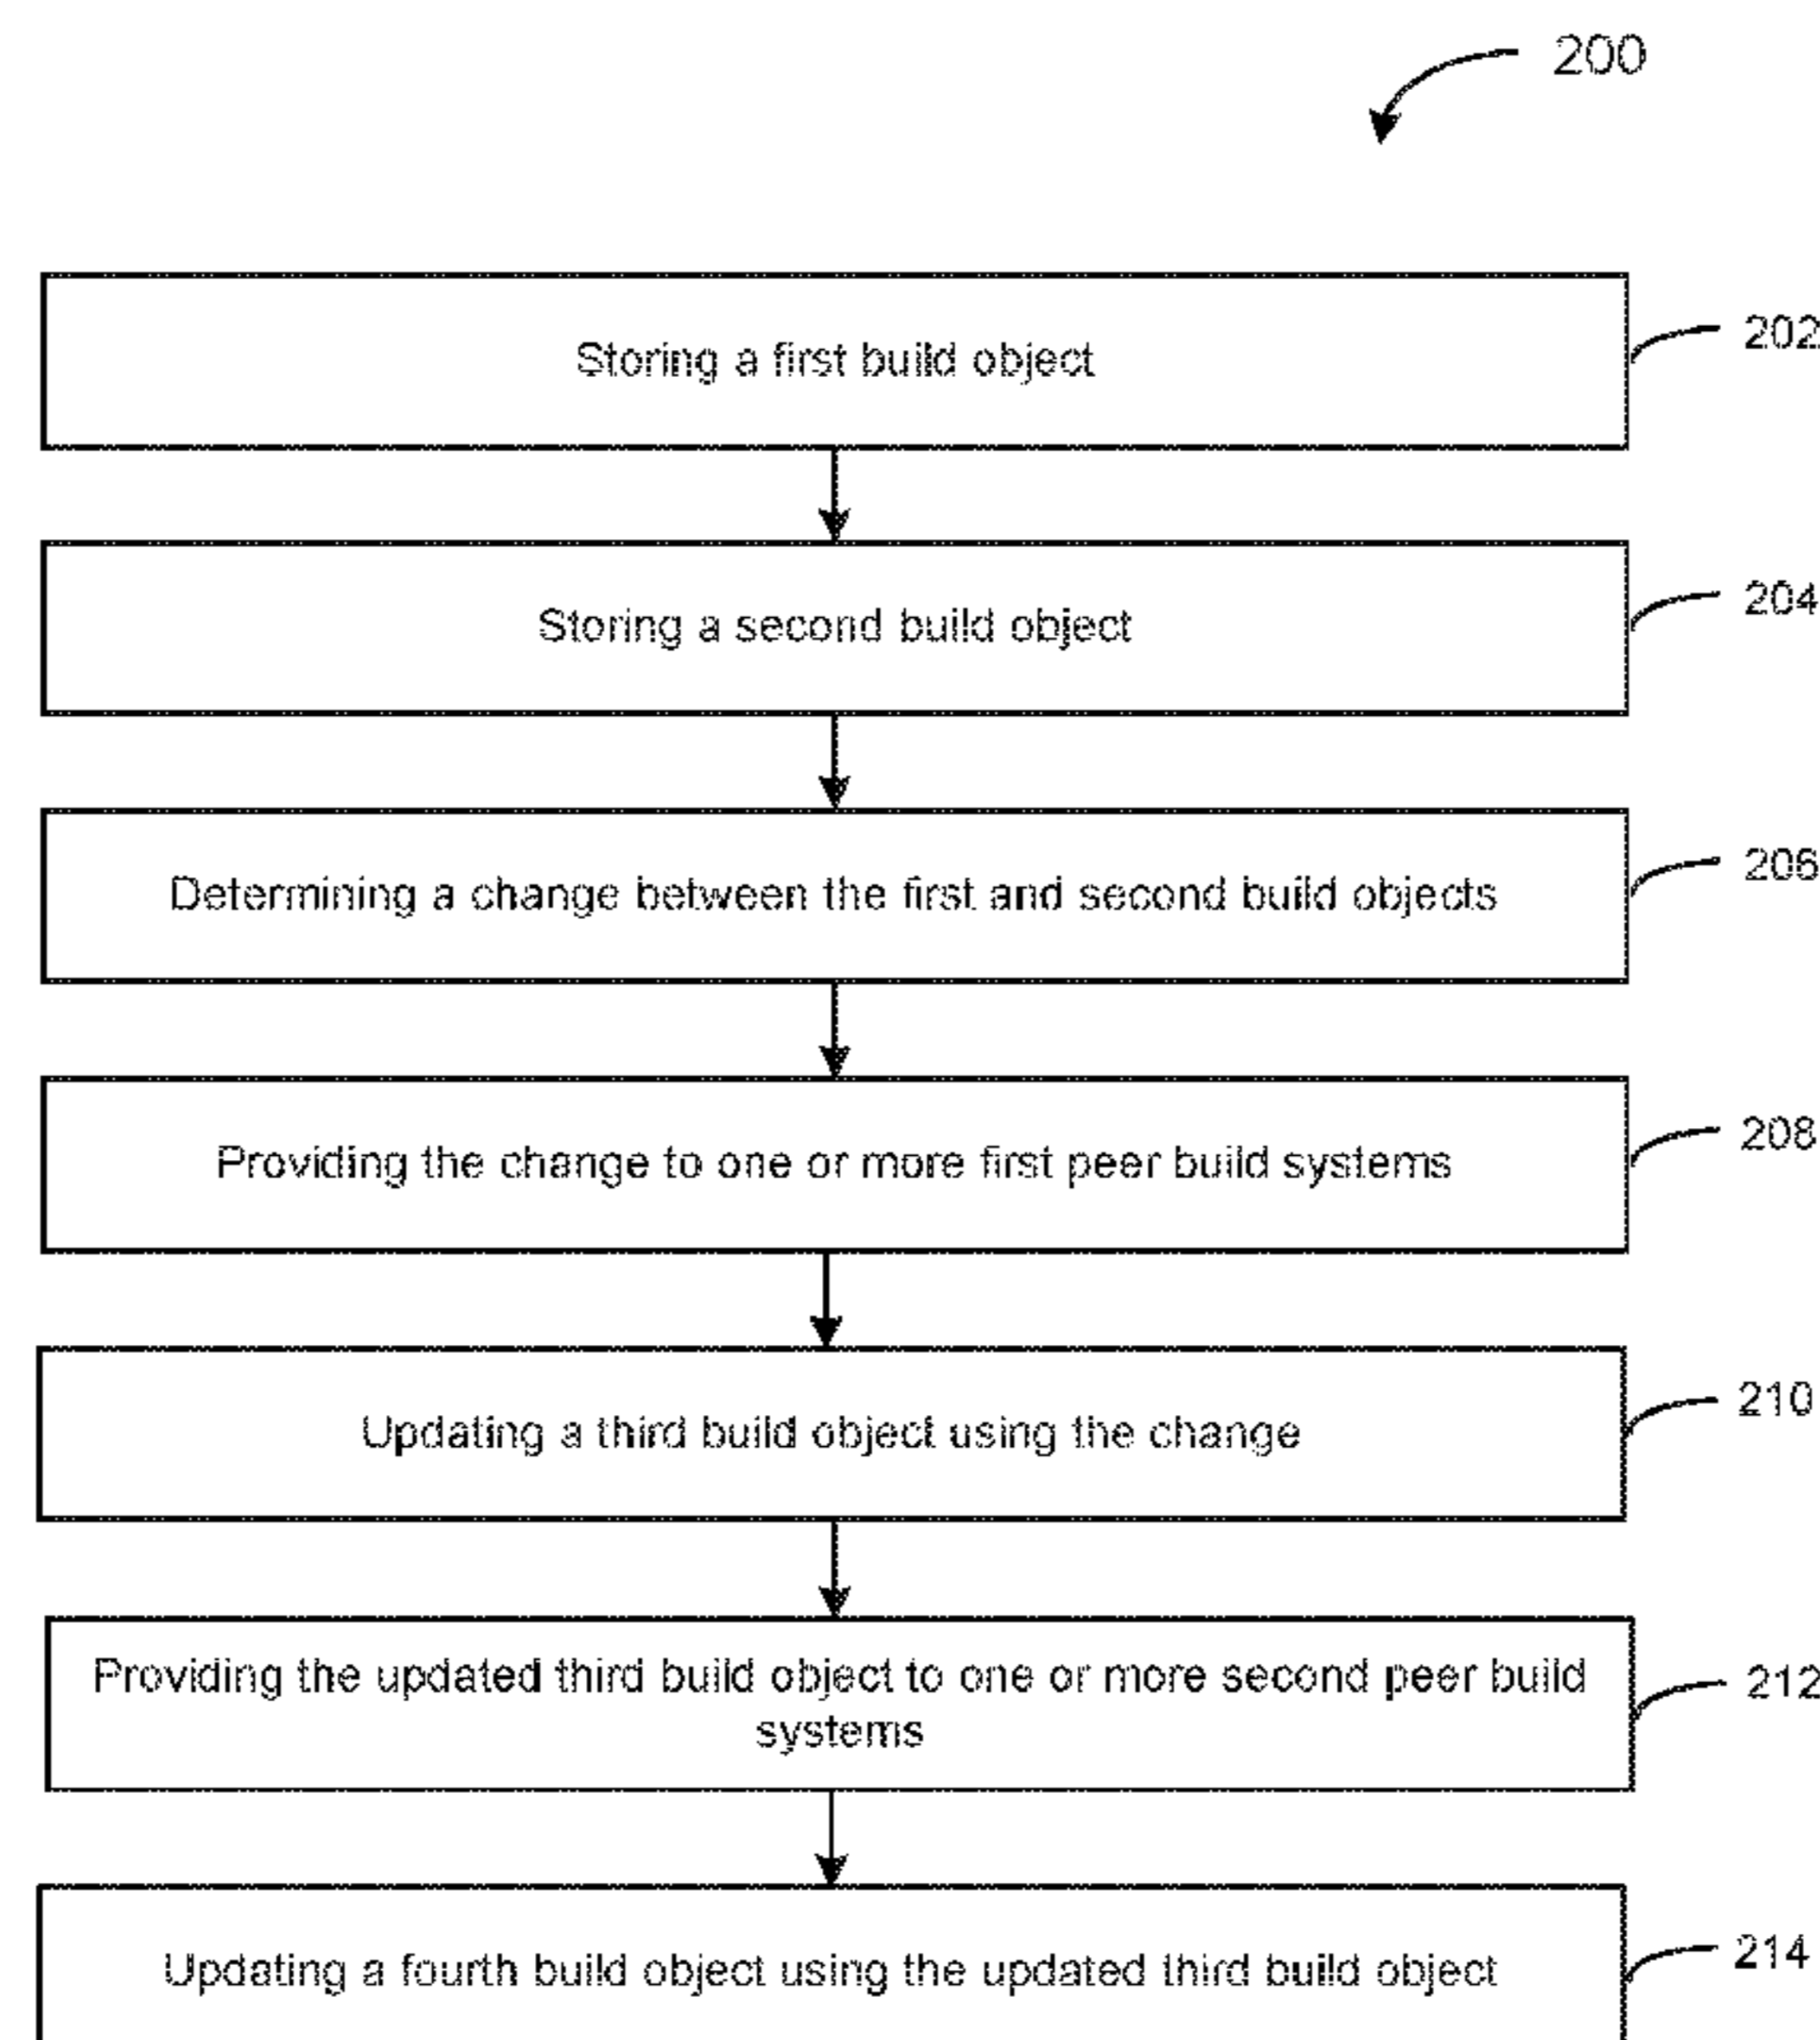 200
Storing a first build object
202
Storing a second build object
204
Determining a change between the first and second build objects
206
Providing the change to one or more first peer build systems
208
Updating a third build object using the change
210
Providing the updated third build object to one or more second peer build
systems
212
Updating a fourth build object using the updated third build object
214